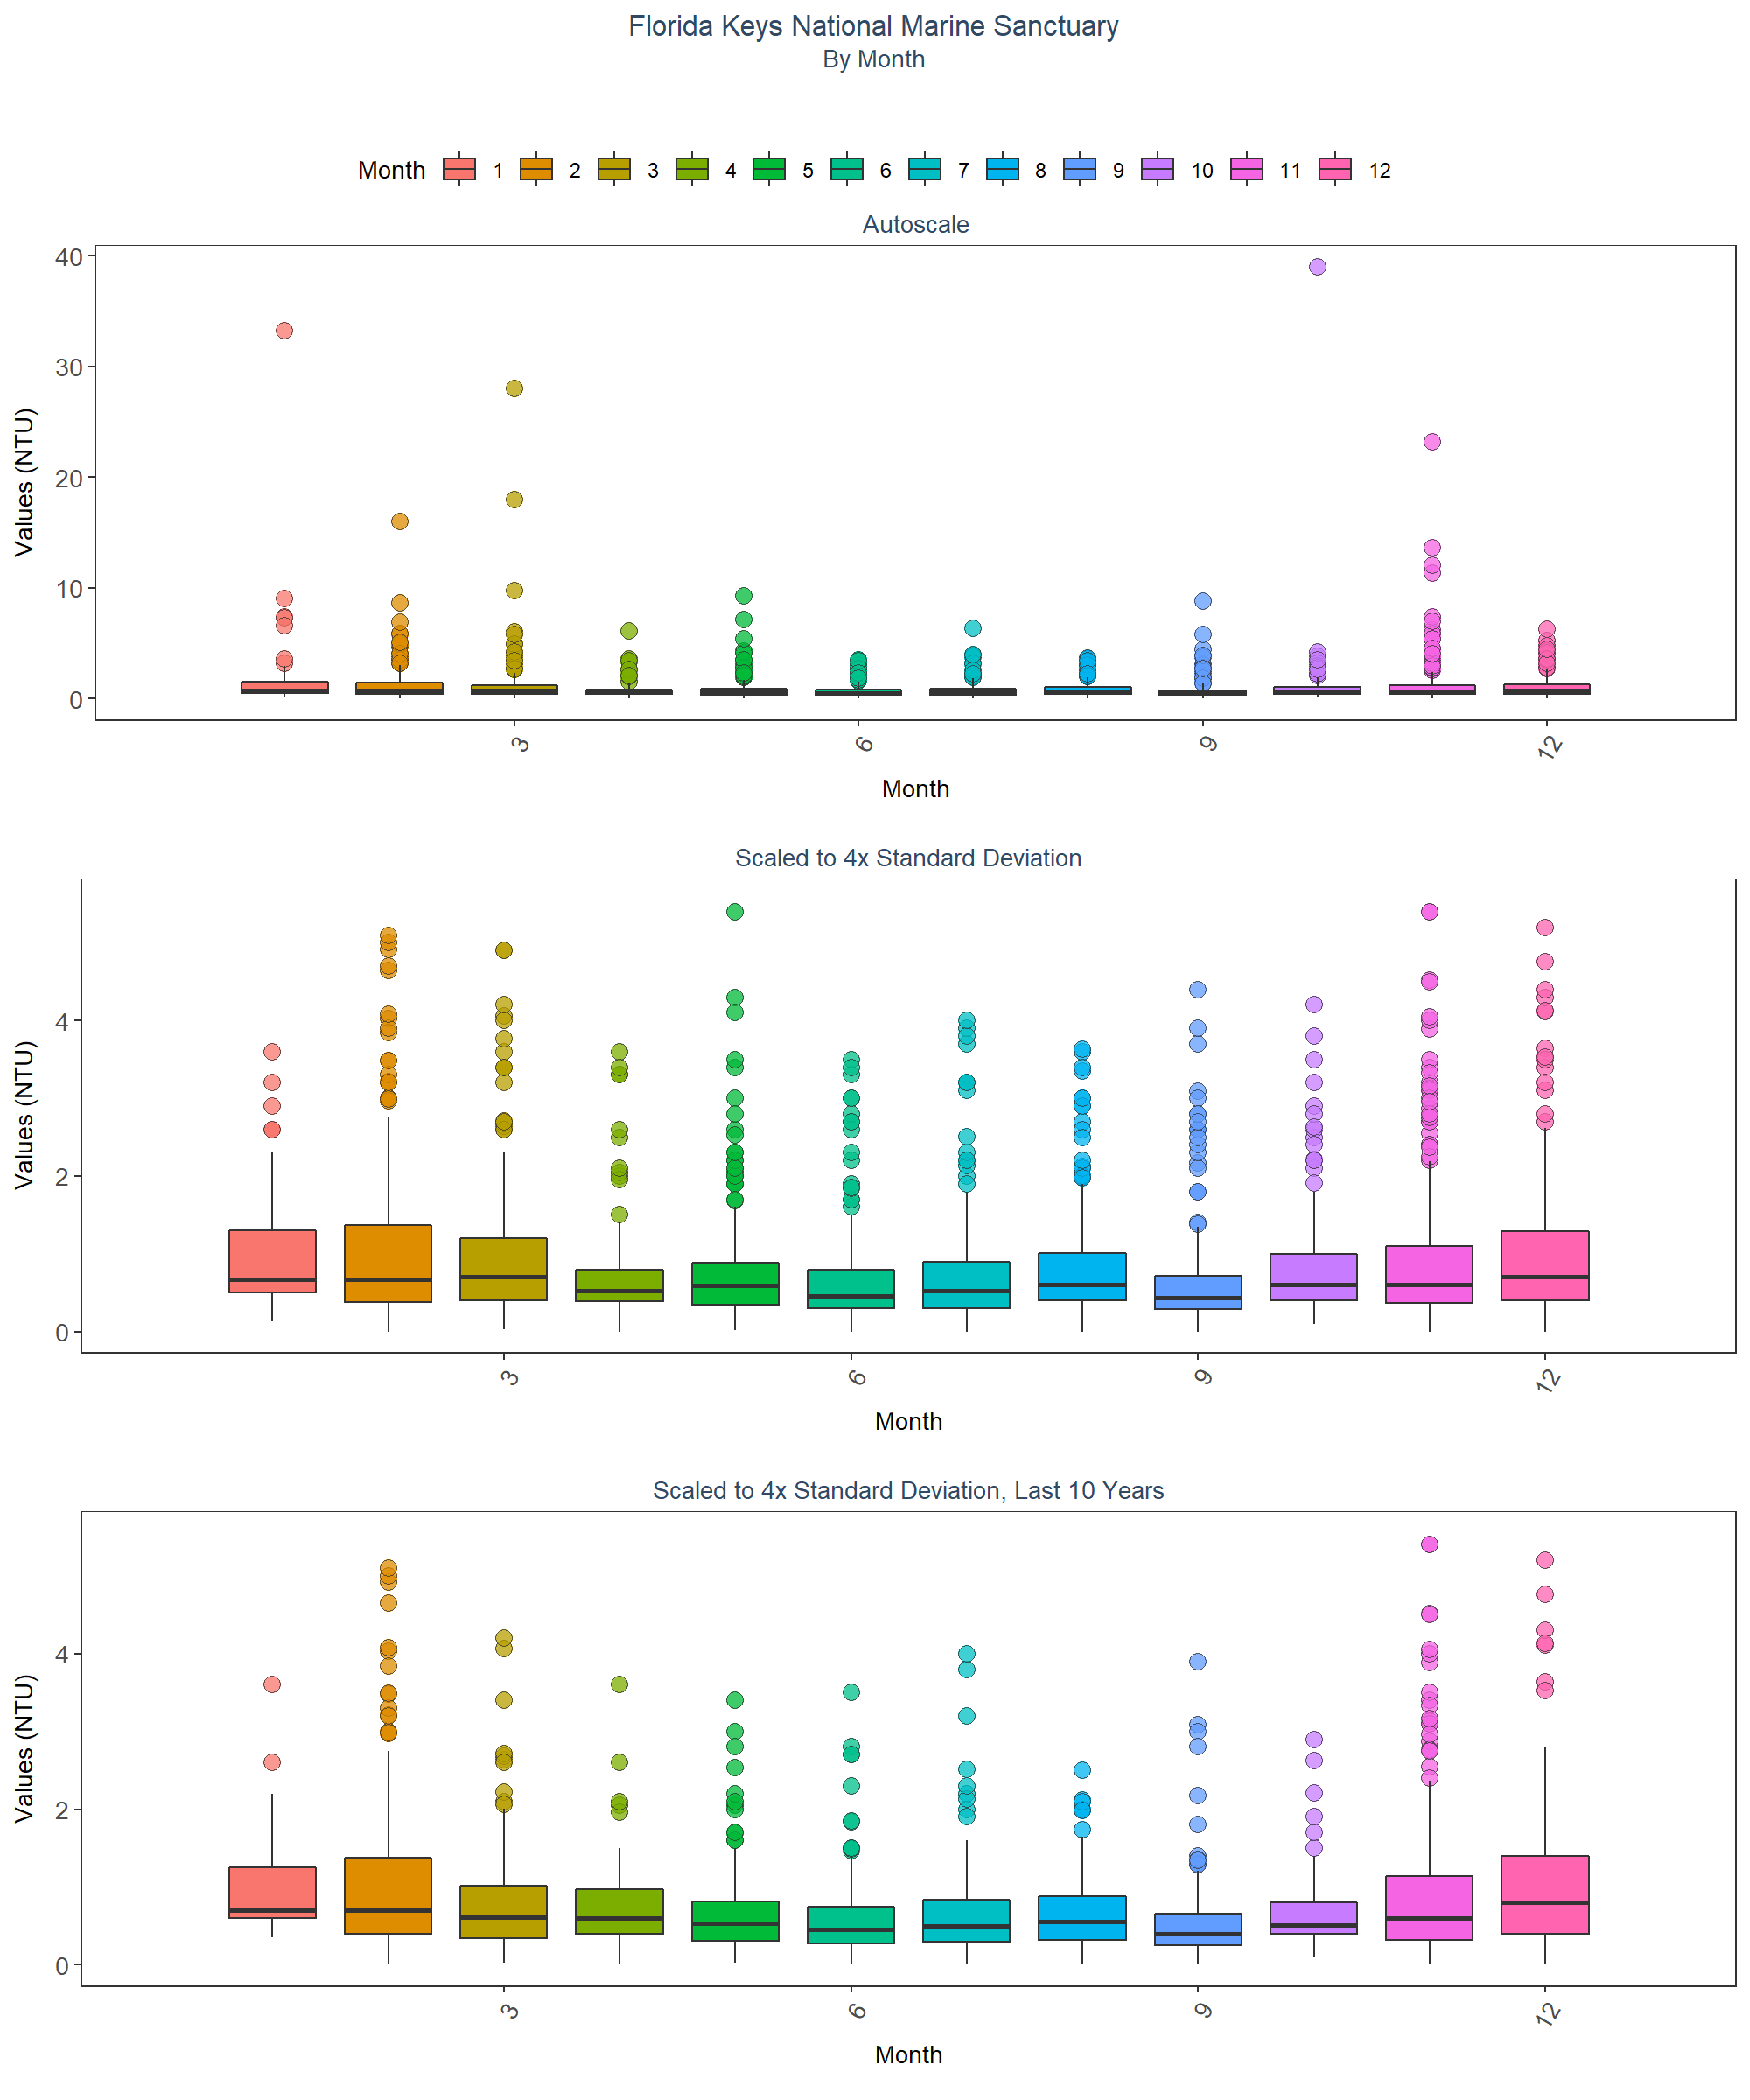 Florida Keys National Marine Sanctuary
By Month
Month 1 2 3 4 5 6 7 8 9 10 11 12
Autoscale
40
30
20
10
0
Values (NTU)
3 6 9 12
Month
Scaled to 4x Standard Deviation
4
2
0
Values (NTU)
3 6 9 12
Month
Scaled to 4x Standard Deviation, Last 10 Years
4
2
0
Values (NTU)
3 6 9 12
Month